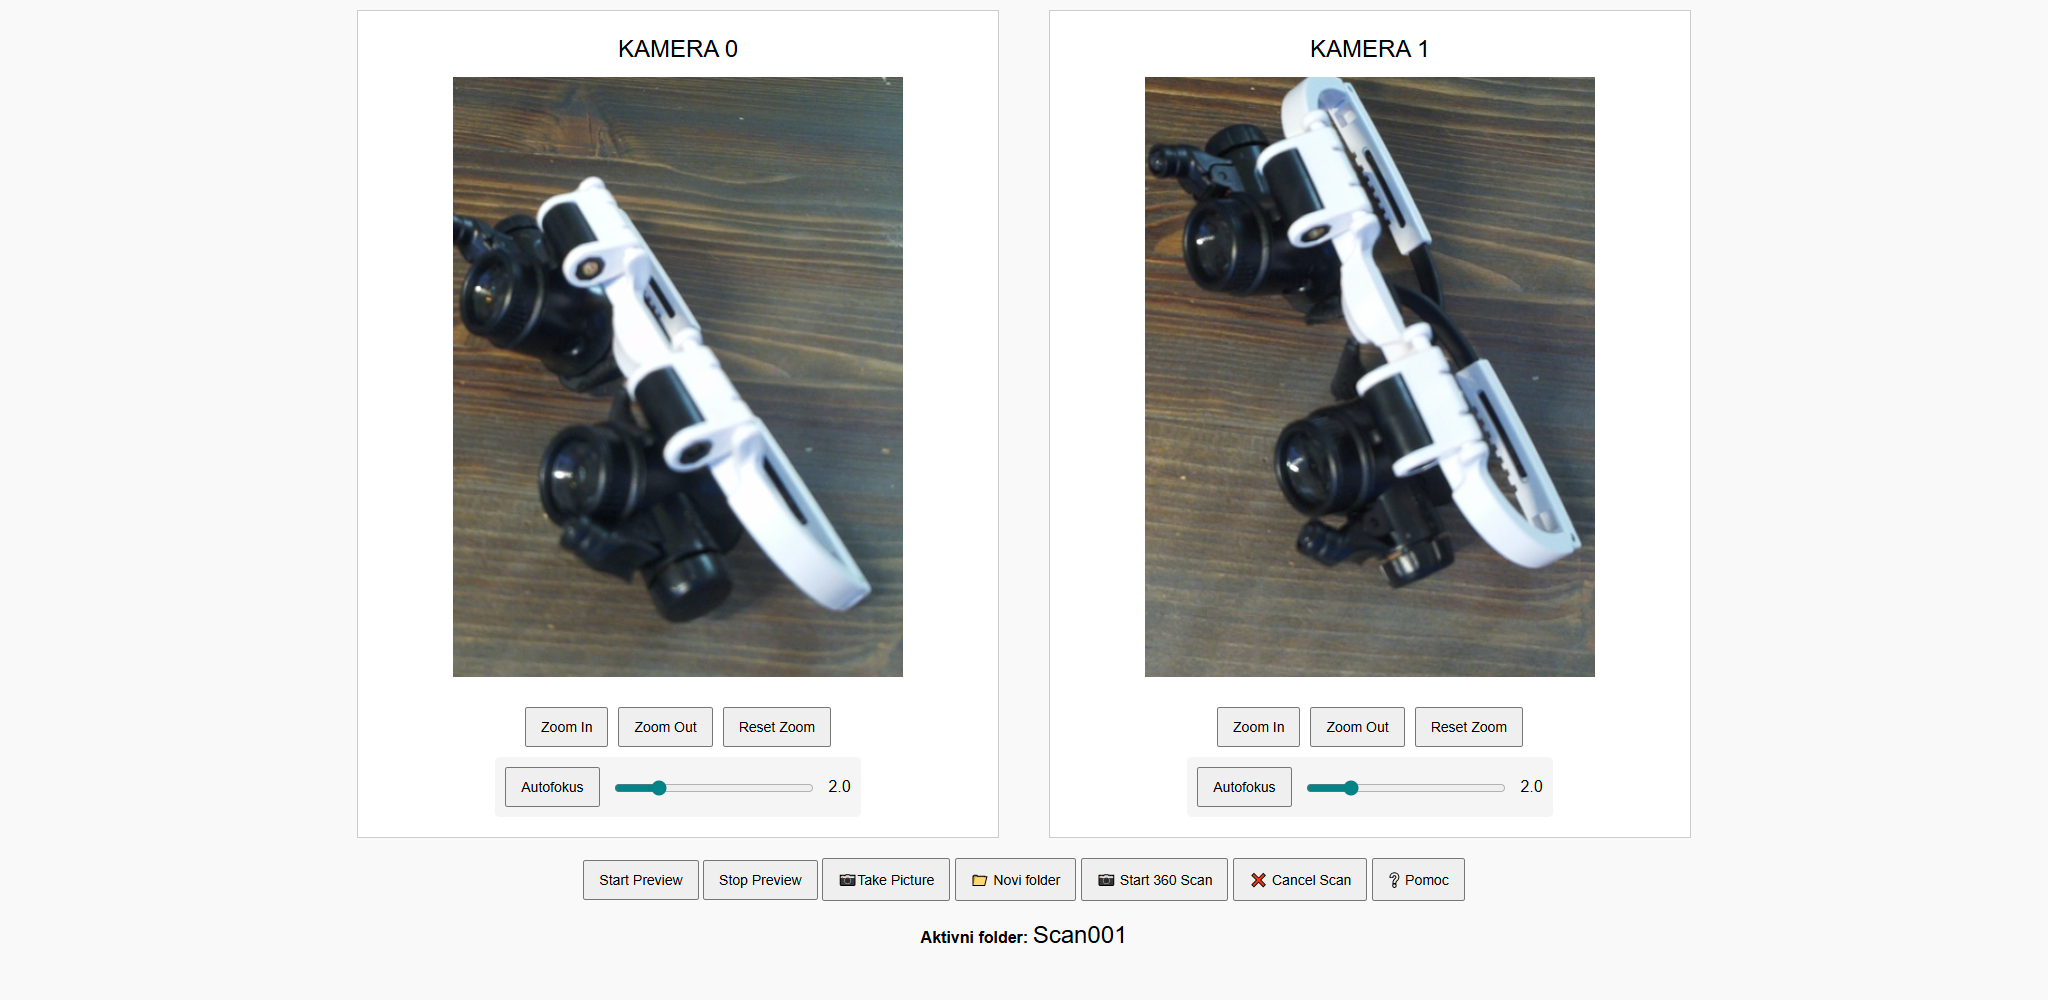 KAMERA 0
Zoom In Zoom Out Reset Zoom
Autofokus 2.0
KAMERA 1
Zoom In Zoom Out Reset Zoom
Autofokus 2.0
Start Preview Stop Preview Take Picture Novi folder Start 360 Scan Cancel Scan Pomoc
Aktivni folder: Scan001